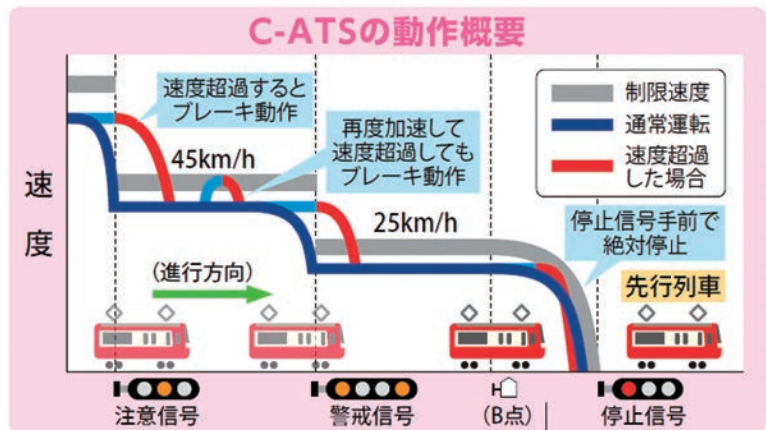 C-ATSの動作概要
速度超過すると
ブレーキ動作
再度加速して
速度超過しても
ブレーキ動作
制限速度
通常運転
速度超過
した場合
45km/h
25km/h
速度
停止信号手前で
絶対停止
(進行方向)
先行列車
注意信号
警戒信号
(B点)
停止信号